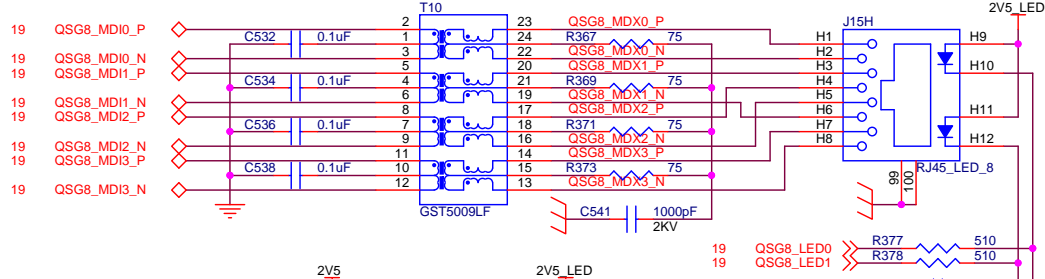 T10
2V5_LED
19 QSG8_MDI0_P 2 23 QSG8_MDX0_P J15H
C532 0.1uF 1 24 R367 75 H1 H9
19 QSG8_MDI0_N 3 22 QSG8_MDX0_N H2
19 QSG8_MDI1_P 5 20 QSG8_MDX1_P H3 H10
C534 0.1uF 4 21 R369 75 H4
19 QSG8_MDI1_N 6 19 QSG8_MDX1_N H5
19 QSG8_MDI2_P 8 17 QSG8_MDX2_P H6 H11
C536 0.1uF 7 18 R371 75 H7
19 QSG8_MDI2_N 9 16 QSG8_MDX2_N H8 H12
19 QSG8_MDI3_P 11 14 QSG8_MDX3_P
C538 0.1uF 10 15 R373 75 RJ45_LED_8
19 QSG8_MDI3_N 12 13 QSG8_MDX3_N 99 100
GST5009LF C541 1000pF
2KV
19 QSG8_LED0 R377 510
19 QSG8_LED1 R378 510
2V5 2V5_LED